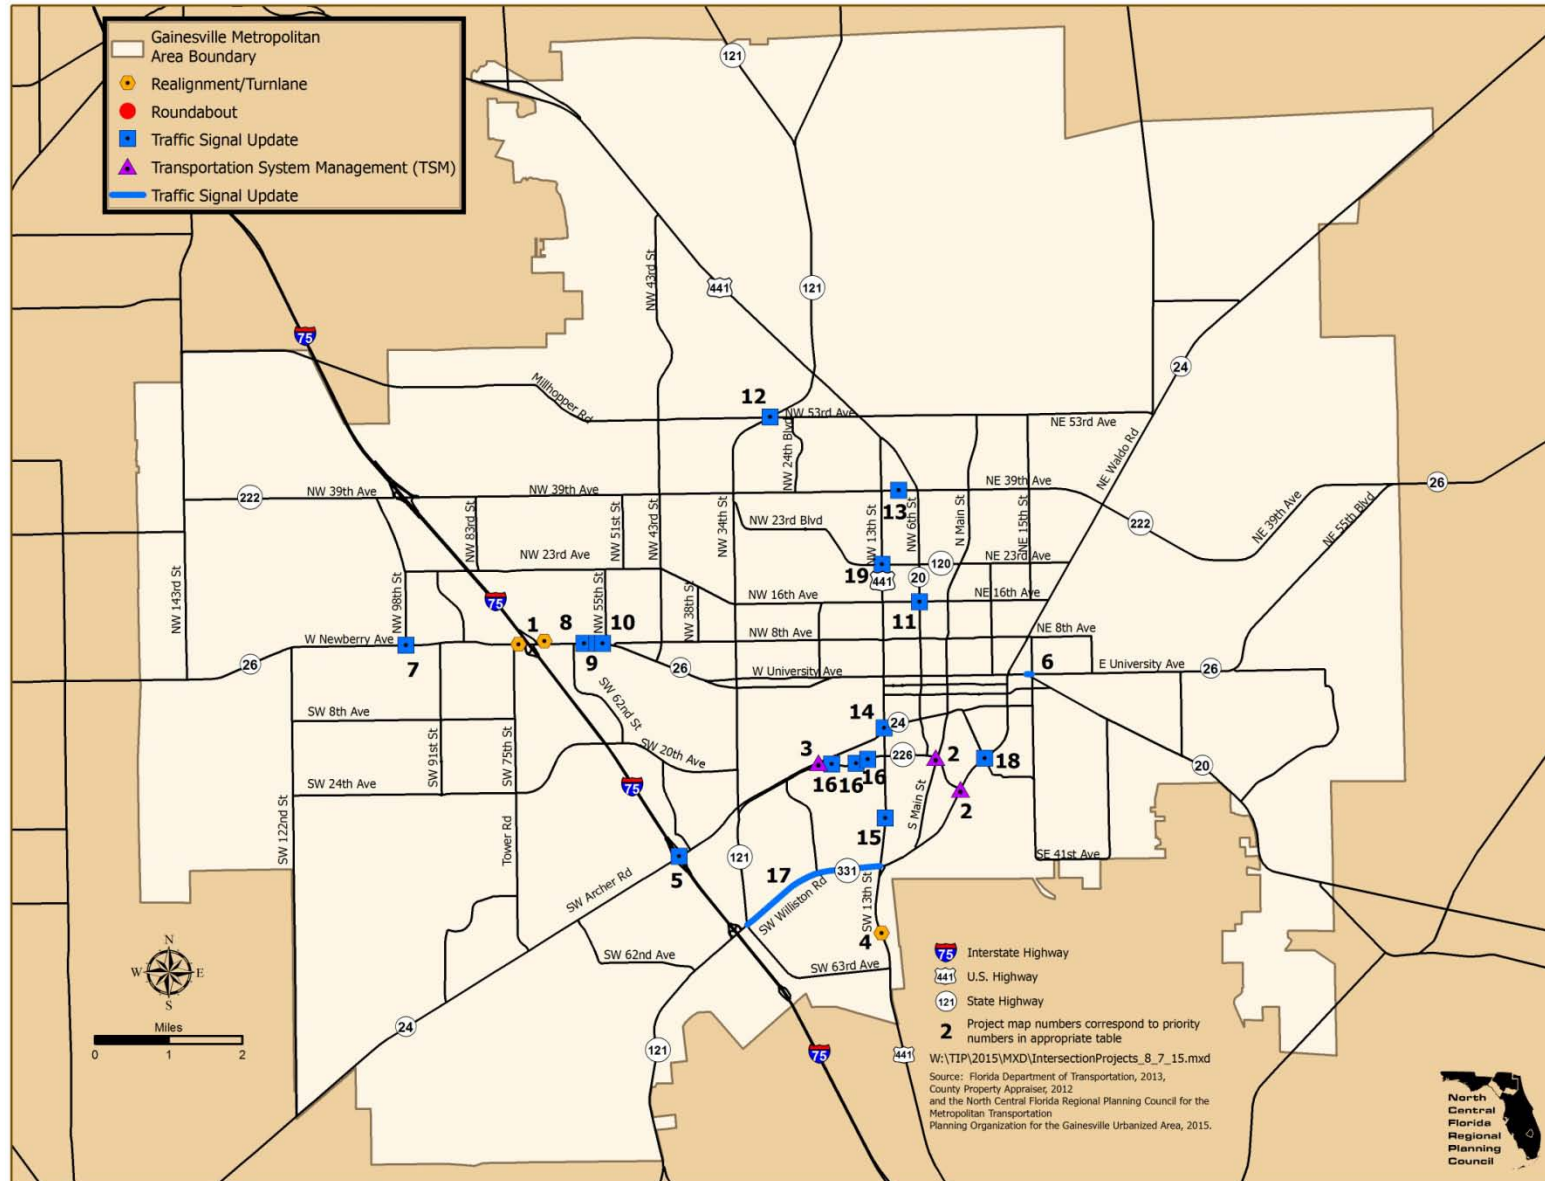 Gainesville Metropolitan
Area Boundary
Realignment/Turnlane
Roundabout
Traffic Signal Update
Transportation System Management (TSM)
Traffic Signal Update
121
441
121
NW 43rd St
75
24
Millhopper Rd
12
NW 53rd Ave
NE 53rd Ave
NW 24th Blvd
NE Waldo Rd
222
NW 39th Ave
NW 39th Ave
13
NE 39th Ave
26
222
NE 39th Ave
NE 55th Blvd
NW 83rd St
NW 51st St
NW 43rd St
NW 34th St
NW 23rd Blvd
NW 13th St
NW 6th St
N Main St
NE 15th St
NW 143rd St
NW 98th St
NW 23rd Ave
19
441
120
NE 23rd Ave
20
75
NW 55th St
NW 38th St
NW 16th Ave
11
NE 16th Ave
W Newberry Ave
7
1
8
9
10
NW 8th Ave
NE 8th Ave
26
26
W University Ave
6
E University Ave
26
SW 8th Ave
SW 91st St
SW 75th St
SW 62nd St
SW 20th Ave
14
24
3
16
16
16
226
2
18
20
SW 24th Ave
75
2
SW 122nd St
Tower Rd
S Main St
15
5
121
17
331
SE 41st Ave
SW Archer Rd
SW Williston Rd
SW 13th St
4
SW 62nd Ave
SW 63rd Ave
24
121
75
441
N
W
E
S
Miles
0
1
2
75 Interstate Highway
441 U.S. Highway
121 State Highway
2 Project map numbers correspond to priority
numbers in appropriate table
W:\TIP\2015\MXD\IntersectionProjects_8_7_15.mxd
Source: Florida Department of Transportation, 2013,
County Property Appraiser, 2012
and the North Central Florida Regional Planning Council for the
Metropolitan Transportation
Planning Organization for the Gainesville Urbanized Area, 2015.
North
Central
Florida
Regional
Planning
Council